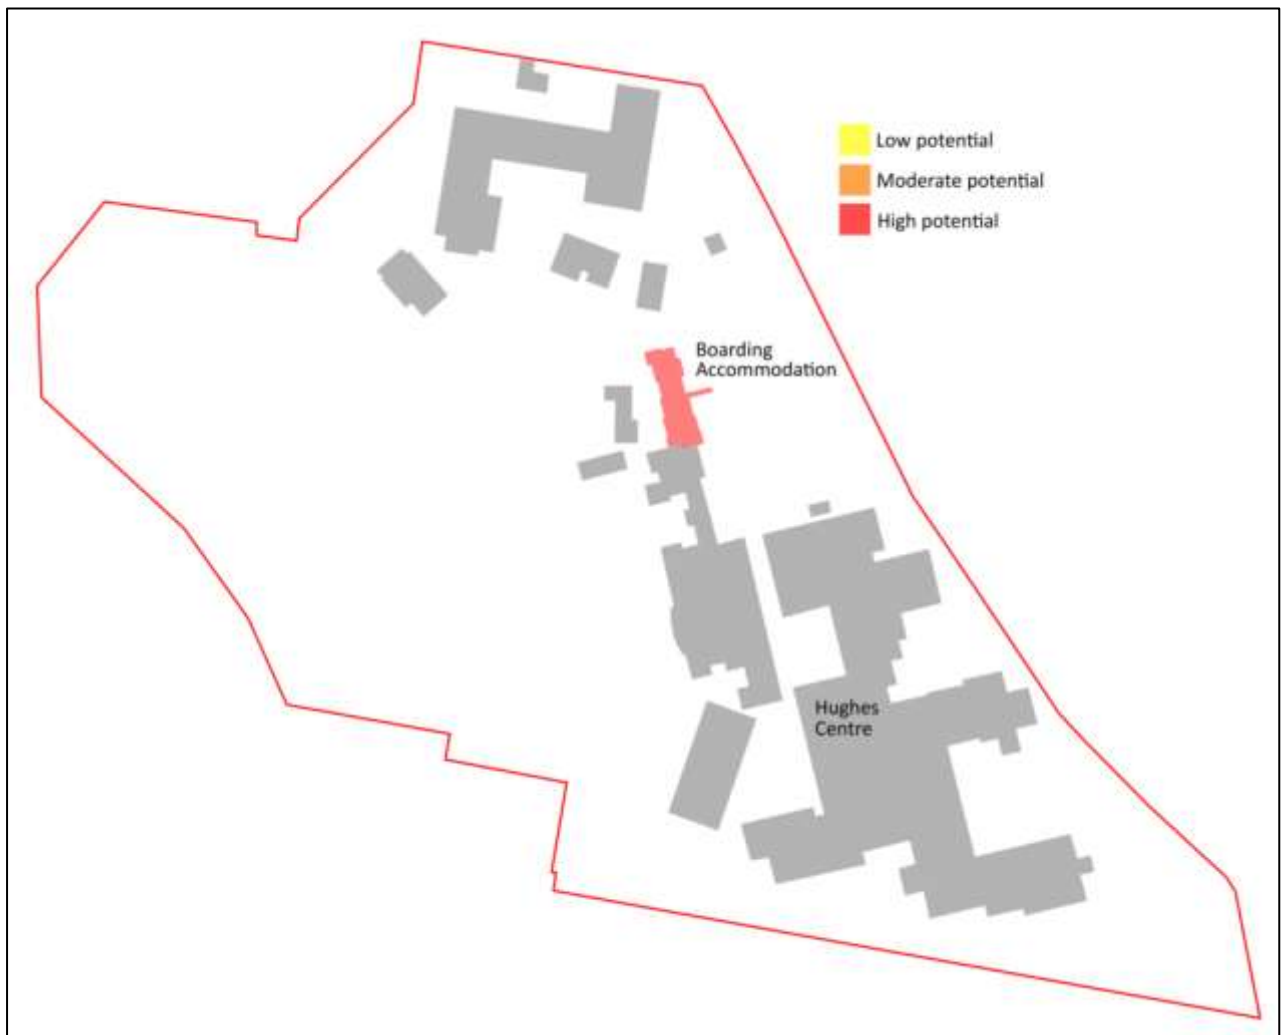 Low potential
Moderate potential
High potential
Boarding
Accommodation
Hughes
Centre